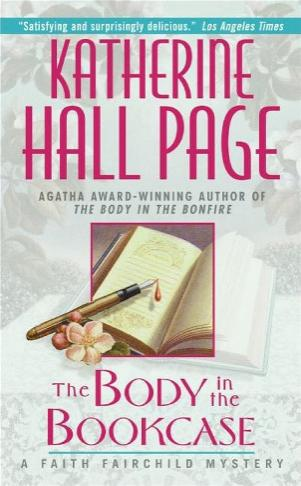 "Satisfying and surprisingly delicious." Los Angeles Times
KATHERINE
HALL PAGE
AGATHA AWARD-WINNING AUTHOR OF
THE BODY IN THE BONFIRE
The BODY in the
BOOKCASE
A FAITH FAIRCHILD MYSTERY